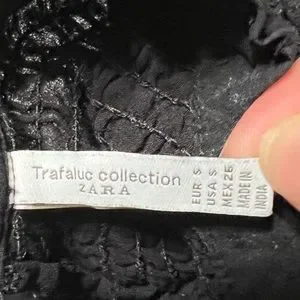 Trafaluc collection
ZARA
EUR S
USA S
MEX 26
MADE IN
INDIA